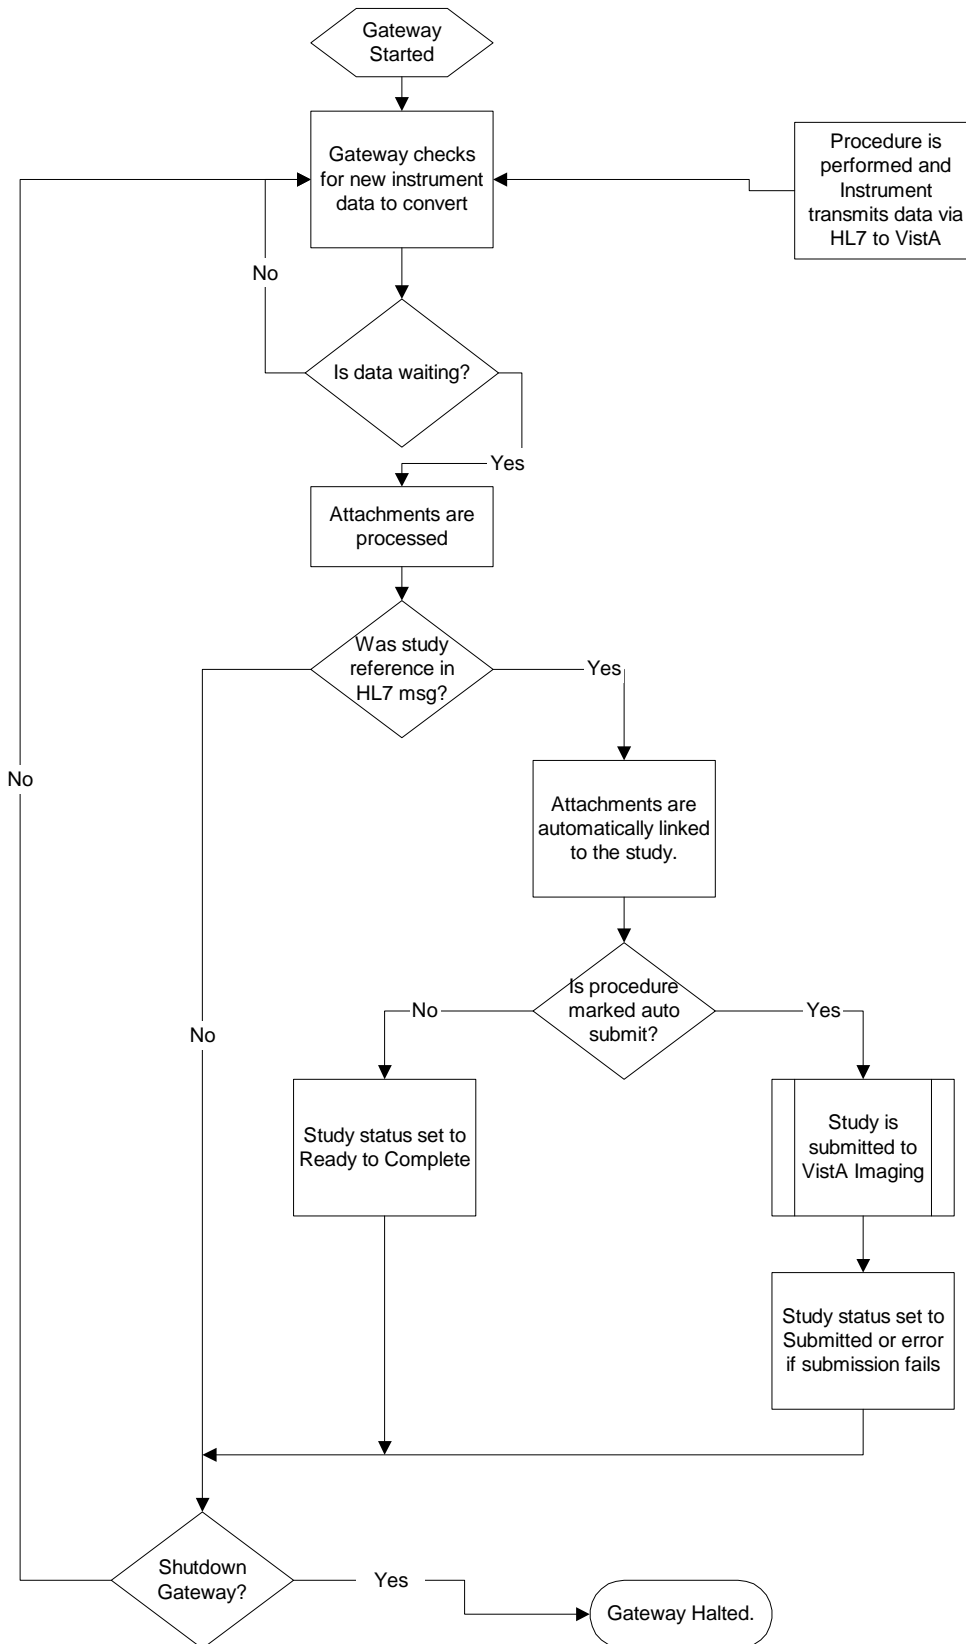 Gateway
Started
Gateway checks
for new instrument
data to convert
Procedure is
performed and
Instrument
transmits data via
HL7 to VistA
No
Is data waiting?
Yes
Attachments are
processed
Was study
reference in
HL7 msg?
Yes
No
Attachments are
automatically linked
to the study.
Is procedure
marked auto
submit?
No
Yes
No
Study status set to
Ready to Complete
Study is
submitted to
VistA Imaging
Study status set to
Submitted or error
if submission fails
Shutdown
Gateway?
Yes
Gateway Halted.